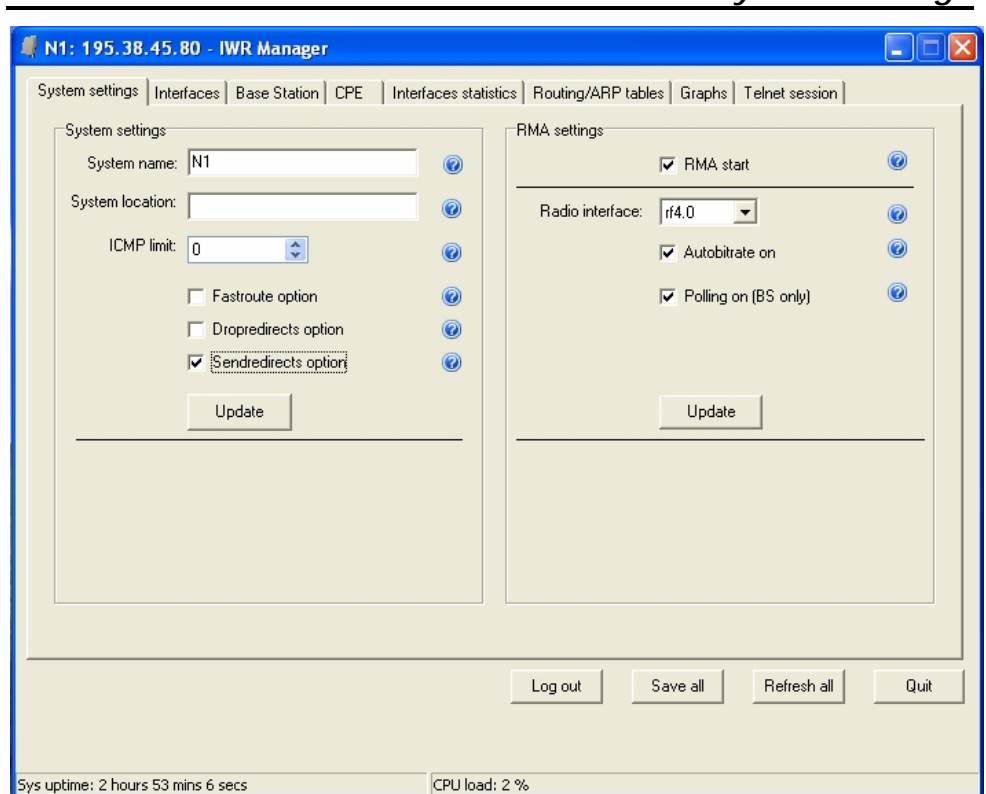 N1: 195.38.45.80 - IWR Manager
System settings Interfaces Base Station CPE Interfaces statistics Routing/ARP tables Graphs Telnet session
System settings
System name: N1
System location:
ICMP limit: 0
Fastroute option
Dropredirects option
Sendredirects option
Update
RMA settings
RMA start
Radio interface: rf4.0
Autobitrate on
Polling on (BS only)
Update
Log out Save all Refresh all Quit
Sys uptime: 2 hours 53 mins 6 secs CPU load: 2 %